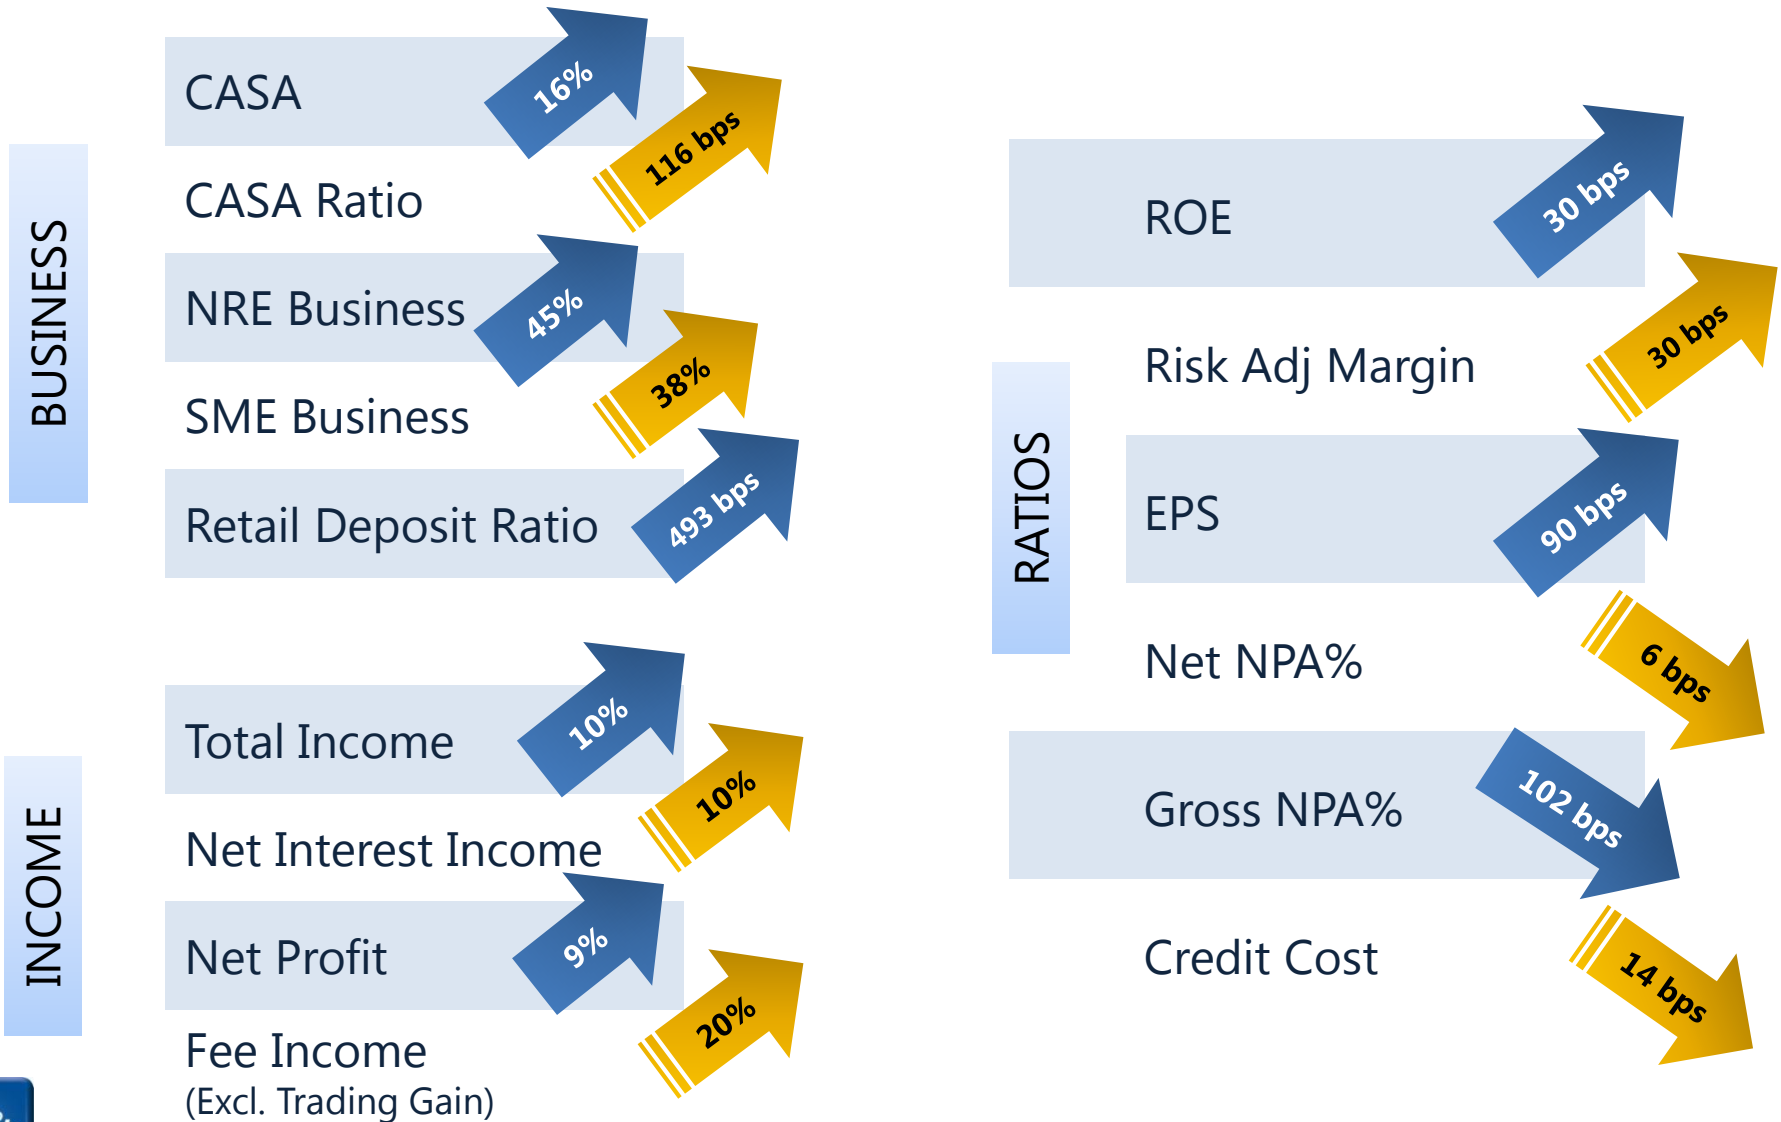 BUSINESS
CASA
16%
CASA Ratio
116 bps
NRE Business
45%
SME Business
38%
Retail Deposit Ratio
493 bps
INCOME
Total Income
10%
Net Interest Income
10%
Net Profit
9%
Fee Income
(Excl. Trading Gain)
20%
RATIOS
ROE
30 bps
Risk Adj Margin
30 bps
EPS
90 bps
Net NPA%
6 bps
Gross NPA%
102 bps
Credit Cost
14 bps